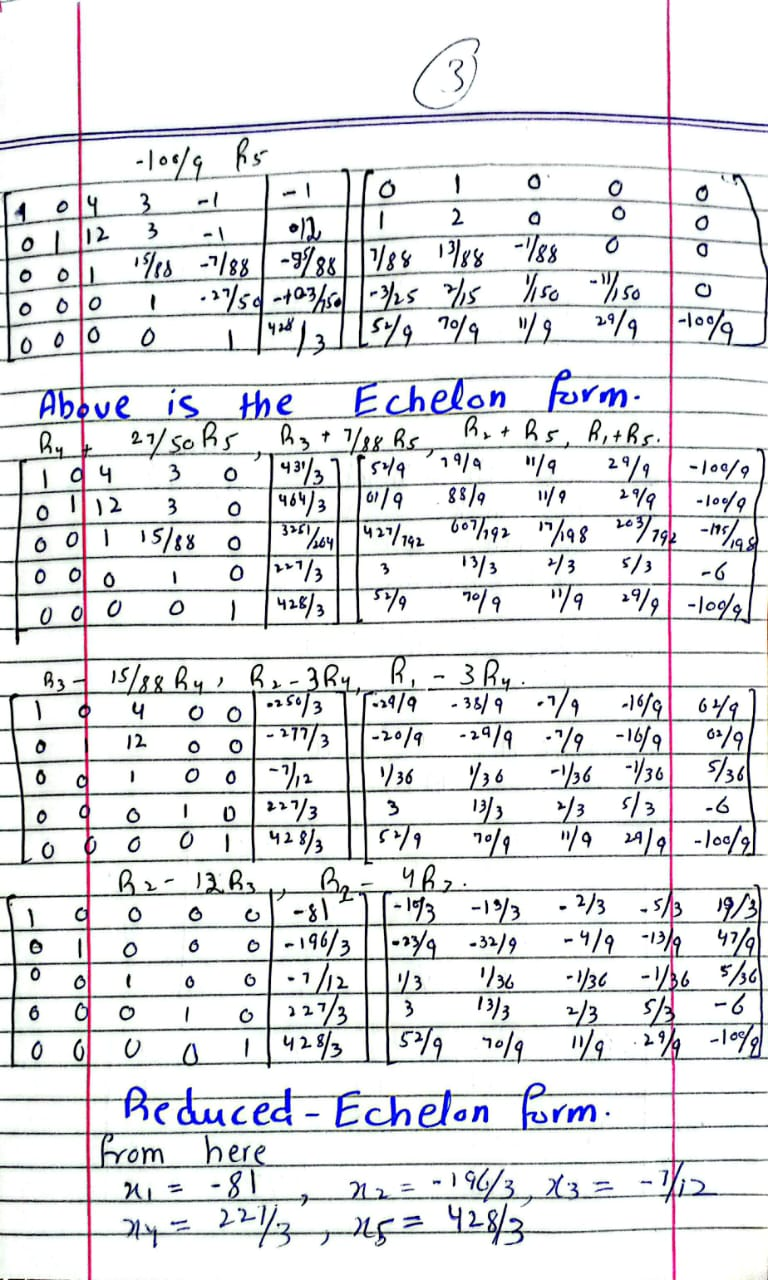 3
-100/9 R5
1 0 4 3 -1 | -1 | 0 1 0 0 0
0 1 12 3 -1 | 12 | 1 2 0 0 0
0 0 1 15/88 -7/88 | 7/88 13/88 -1/88 0 0
0 0 0 1 -27/50 | -3/25 2/15 1/150 -11/150 0
0 0 0 0 1 | 428/3 | 52/9 70/9 11/9 29/9 -100/9
Above is the Echelon form.
R4 + 27/50 R5, R3 + 7/88 R5, R2 + R5, R1 + R5.
1 0 4 3 0 | 431/3 | 52/9 79/9 11/9 29/9 -100/9
0 1 12 3 0 | 464/3 | 61/9 88/9 11/9 29/9 -100/9
0 0 1 15/88 0 | 3251/264 | 427/792 607/792 17/198 203/792 -175/198
0 0 0 1 0 | 227/3 | 3 13/3 2/3 5/3 -6
0 0 0 0 1 | 428/3 | 52/9 70/9 11/9 29/9 -100/9
R3 - 15/88 R4, R2 - 3R4, R1 - 3R4.
1 0 4 0 0 | -250/3 | -29/9 -38/9 -7/9 -16/9 62/9
0 1 12 0 0 | -277/3 | -20/9 -29/9 -7/9 -16/9 62/9
0 0 1 0 0 | -7/12 | 1/36 1/36 -1/36 -1/36 5/36
0 0 0 1 0 | 227/3 | 3 13/3 2/3 5/3 -6
0 0 0 0 1 | 428/3 | 52/9 70/9 11/9 29/9 -100/9
R2 - 12R3, R2 - 4R3.
1 0 0 0 0 | -81 | -10/3 -13/3 -2/3 -5/3 19/3
0 1 0 0 0 | -196/3 | -23/9 -32/9 -4/9 -13/9 47/9
0 0 1 0 0 | -7/12 | 1/3 1/36 -1/36 -1/36 5/36
0 0 0 1 0 | 227/3 | 3 13/3 2/3 5/3 -6
0 0 0 0 1 | 428/3 | 52/9 70/9 11/9 29/9 -100/9
Reduced-Echelon form.
from here
x1 = -81, x2 = -196/3, x3 = -7/12
x4 = 227/3, x5 = 428/3